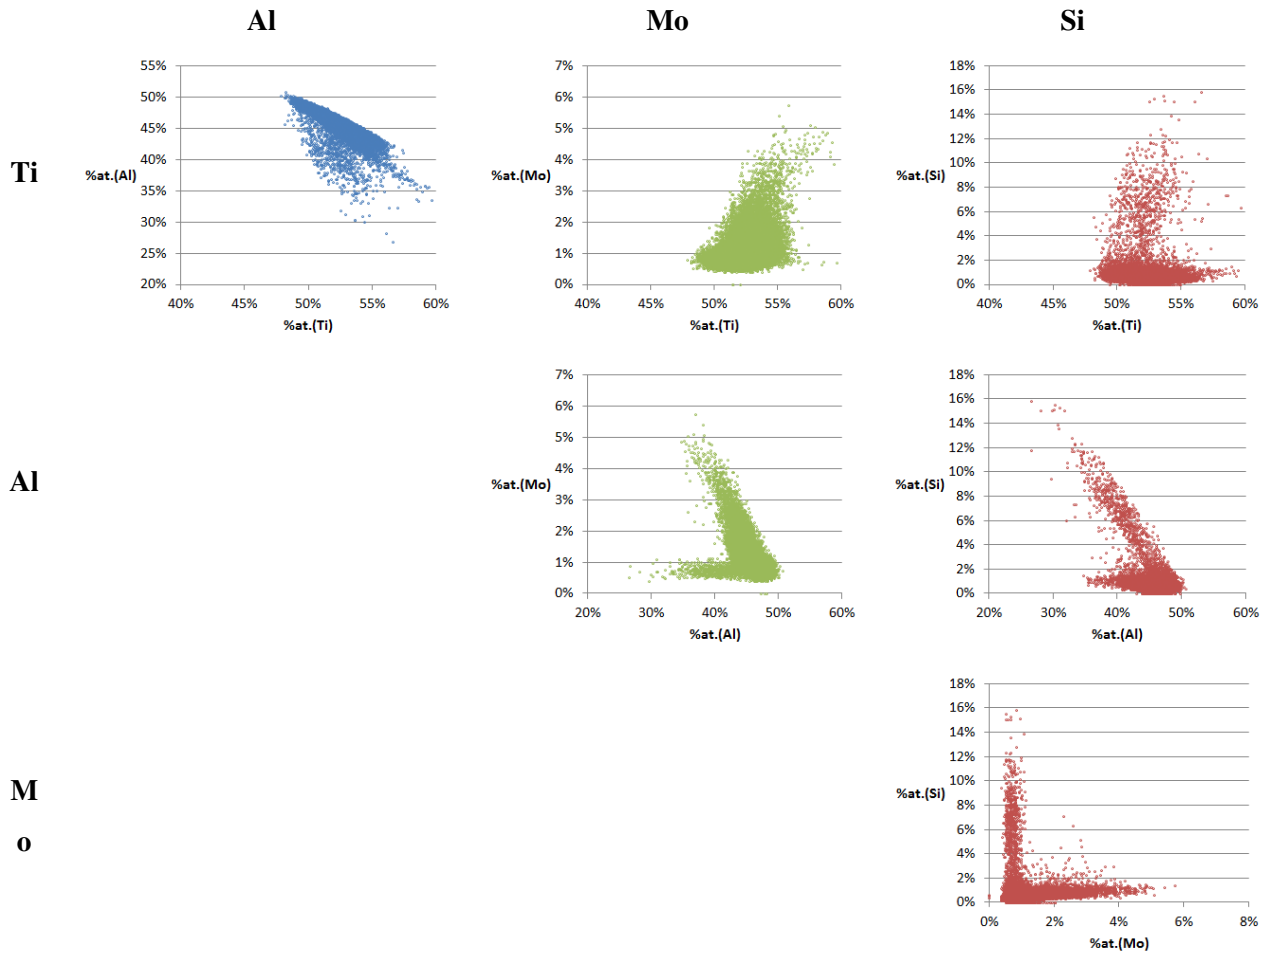 Al Mo Si
Ti
55%
50%
45%
40%
35%
30%
25%
20%
%at.(Al)
40% 45% 50% 55% 60%
%at.(Ti)
7%
6%
5%
4%
3%
2%
1%
0%
%at.(Mo)
40% 45% 50% 55% 60%
%at.(Ti)
18%
16%
14%
12%
10%
8%
6%
4%
2%
0%
%at.(Si)
40% 45% 50% 55% 60%
%at.(Ti)
Al
7%
6%
5%
4%
3%
2%
1%
0%
%at.(Mo)
20% 30% 40% 50% 60%
%at.(Al)
18%
16%
14%
12%
10%
8%
6%
4%
2%
0%
%at.(Si)
20% 30% 40% 50% 60%
%at.(Al)
M
o
18%
16%
14%
12%
10%
8%
6%
4%
2%
0%
%at.(Si)
0% 2% 4% 6% 8%
%at.(Mo)